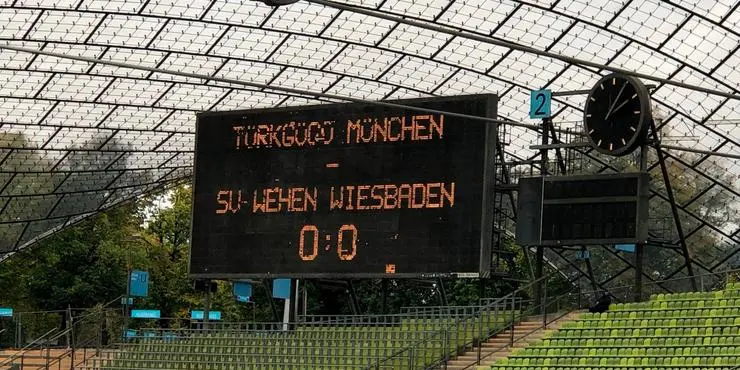 TÜRKGÜCÜ MÜNCHEN
-
SV WEHEN WIESBADEN
0:0
2